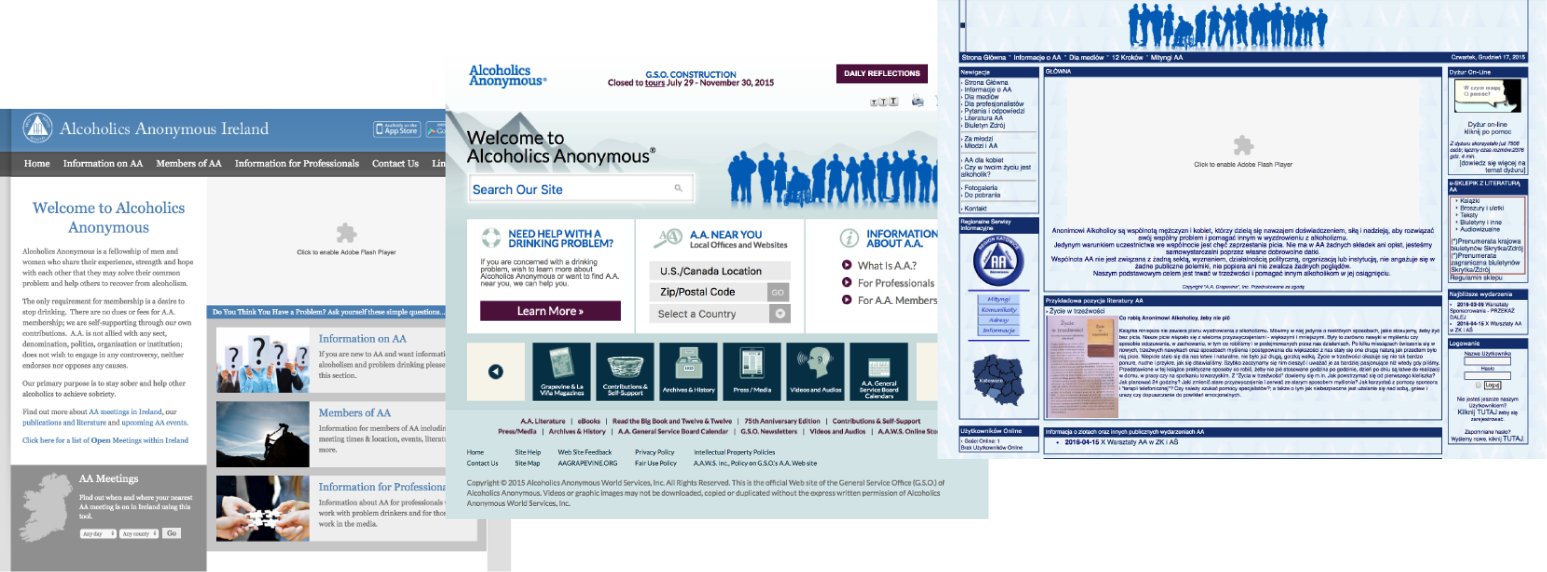 Alcoholics Anonymous Ireland
Available on the
App Store
Home Information on AA Members of AA Information for Professionals Contact Us Lin
Welcome to Alcoholics
Anonymous
Alcoholics Anonymous is a fellowship of men and
women who share their experience, strength and hope
with each other that they may solve their common
problem and help others to recover from alcoholism.
The only requirement for membership is a desire to
stop drinking. There are no dues or fees for A.A.
membership; we are self-supporting through our own
contributions. A.A. is not allied with any sect,
denomination, politics, organisation or institution;
does not wish to engage in any controversy, neither
endorses nor opposes any causes.
Our primary purpose is to stay sober and help other
alcoholics to achieve sobriety.
Find out more about AA meetings in Ireland, our
publications and literature and upcoming AA events.
Click here for a list of Open Meetings within Ireland
AA Meetings
Find out when and where your nearest
AA meeting is on in Ireland using this
tool.
Any day Any county Go
Click to enable Adobe Flash Player
Do You Think You Have a Problem? Ask yourself these simple questions...
Information on AA
If you are new to AA and want informati
alcoholism and problem drinking please
this section.
Members of AA
Information for members of AA includin
meeting times & location, events, literatu
more.
Information for Professiona
Information about AA for professionals
work with problem drinkers and for tho
work in the media.
Alcoholics
Anonymous®
G.S.O. CONSTRUCTION
Closed to tours July 29 - November 30, 2015
DAILY REFLECTIONS
T T T
Welcome to
Alcoholics Anonymous®
Search Our Site
NEED HELP WITH A
DRINKING PROBLEM?
If you are concerned with a drinking
problem, wish to learn more about
Alcoholics Anonymous or want to find A.A.
near you, we can help you.
Learn More »
A.A. NEAR YOU
Local Offices and Websites
U.S./Canada Location
Zip/Postal Code GO
Select a Country
INFORMATION
ABOUT A.A.
What Is A.A.?
For Professionals
For A.A. Members
Grapevine & La
Viña Magazines
Contributions &
Self-Support
Archives & History
Press / Media
Videos and Audios
A.A. General
Service Board
Calendars
A.A. Literature | eBooks | Read the Big Book and Twelve & Twelve | 75th Anniversary Edition | Contributions & Self-Support
Press/Media | Archives & History | A.A. General Service Board Calendar | G.S.O. Newsletters | Videos and Audios | A.A.W.S. Online Sto
Home Site Help Web Site Feedback Privacy Policy Intellectual Property Policies
Contact Us Site Map AAGRAPEVINE.ORG Fair Use Policy A.A.W.S. Inc., Policy on G.S.O.'s A.A. Web site
Copyright © 2015 Alcoholics Anonymous World Services, Inc. All Rights Reserved. This is the official Web site of the General Service Office (G.S.O.) of
Alcoholics Anonymous. Videos or graphic images may not be downloaded, copied or duplicated without the express written permission of Alcoholics
Anonymous World Services, Inc.
Strona Główna Informacje o AA Dla mediów 12 Kroków Mityngi AA
Czwartek, Grudzień 17, 2015
Nawigacja
Strona Główna
Informacje o AA
Dla mediów
Dla profesjonalistów
Pytania i odpowiedzi
Literatura AA
Biuletyn Zdrój
Za młodzi
Młodzi i AA
AA dla kobiet
Czy w twoim życiu jest
alkoholik?
Fotogaleria
Do pobrania
Kontakt
Regionalne Serwisy
Informacyjne
REGION KATOWICE
Mityngi
Komunikaty
Adresy
Informacje
Użytkowników Online
Gości Online: 1
Brak Użytkowników Online
GŁÓWNA
Click to enable Adobe Flash Player
Anonimowi Alkoholicy są wspólnotą mężczyzn i kobiet, którzy dzielą się nawzajem doświadczeniem, siłą i nadzieją, aby rozwiązać
swój wspólny problem i pomagać innym w wyzdrowieniu z alkoholizmu.
Jedynym warunkiem uczestnictwa we wspólnocie jest chęć zaprzestania picia. Nie ma w AA żadnych składek ani opłat, jesteśmy
samowystarczalni poprzez własne dobrowolne datki.
Wspólnota AA nie jest związana z żadną sektą, wyznaniem, działalnością polityczną, organizacją lub instytucją, nie angażuje się w
żadne publiczne polemiki, nie popiera ani nie zwalcza żadnych poglądów.
Naszym podstawowym celem jest trwać w trzeźwości i pomagać innym alkoholikom w jej osiągnięciu.
Copyright "A.A. Grapevine", Inc. Przedrukowane za zgodą
Przykładowa pozycja literatury AA
Życie w trzeźwości
Co robią Anonimowi Alkoholicy, żeby nie pić
Informacja o zlotach oraz innych publicznych wydarzeniach AA
2016-04-15 X Warsztaty AA w ZK i AŚ
Dyżur On-Line
W czym mogę
Ci pomóc?
Dyżur on-line
kliknij po pomoc
[dowiedz się więcej na
temat dyżuru]
e-SKLEPIK Z LITERATURĄ
AA
Książki
Broszury i ulotki
Teksty
Biuletyny i inne
Audiowizualne
(*)Prenumerata krajowa
biuletynów Skrytka/Zdrój
(*)Prenumerata
zagraniczna biuletynów
Skrytka/Zdrój
Regulamin sklepu
Najbliższe wydarzenia
2016-03-05 Warsztaty
Sponsorowania - PRZEKAŻ
DALEJ
2016-04-15 X Warsztaty AA
w ZK i AŚ
Logowanie
Nazwa Użytkownika
Hasło
Loguj
Nie jesteś jeszcze naszym
Użytkownikiem?
Kliknij TUTAJ żeby się
zarejestrować.
Zapomniane hasło?
Wyślemy nowe, kliknij TUTAJ.